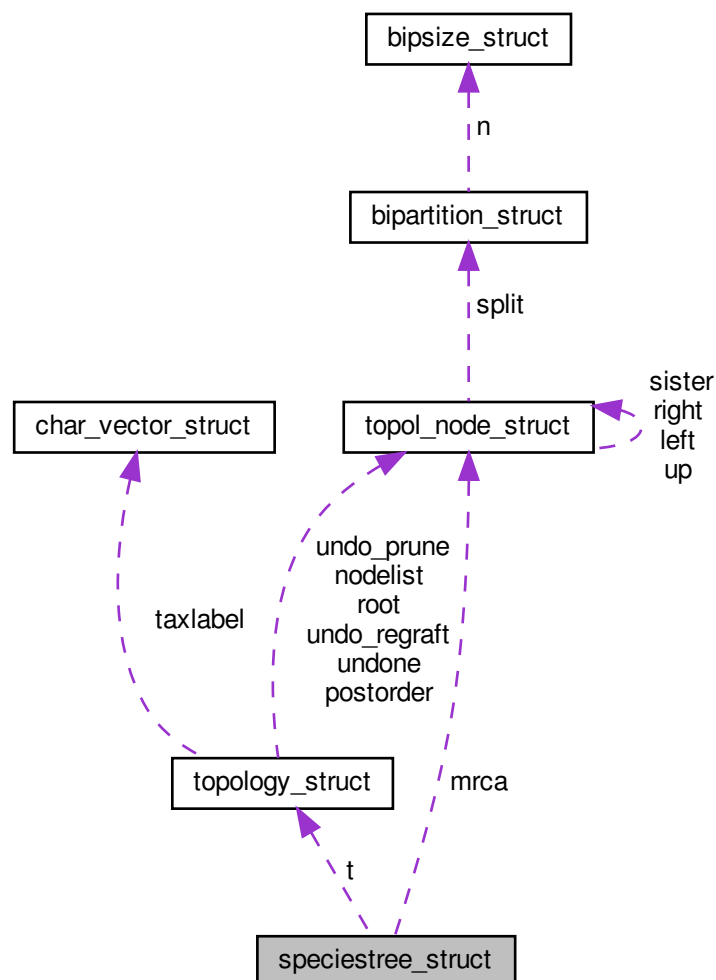 bipsize_struct
n
bipartition_struct
split
char_vector_struct
topol_node_struct
sister
right
left
up
taxlabel
undo_prune
nodelist
root
undo_regraft
undone
postorder
topology_struct
mrca
t
speciestree_struct